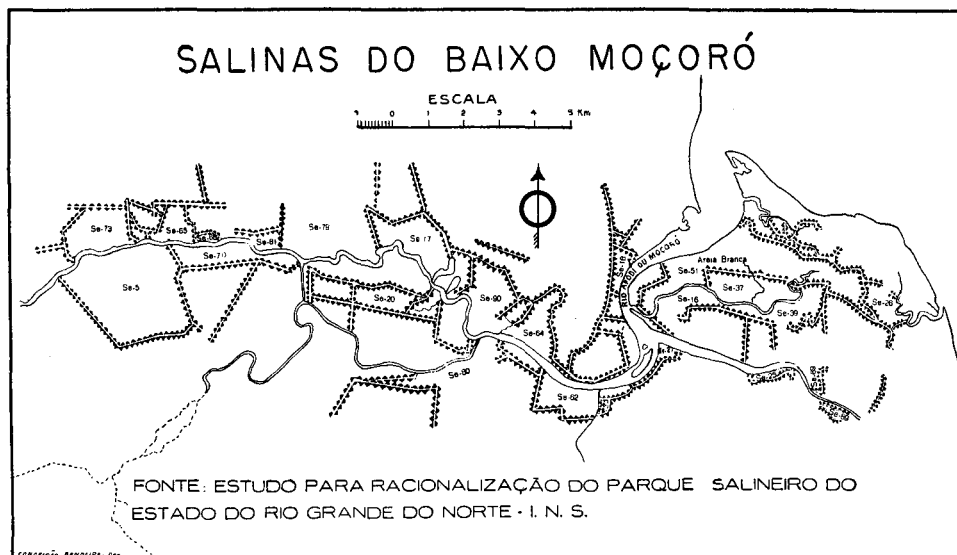 SALINAS DO BAIXO MOÇORÓ
ESCALA
1 0 1 2 3 4 5 Km
Se-73
Se-65
Se-81
Se-79
Se-77
Se-5
Se-20
Se-90
Se-64
Se-80
Se-62
RIO APODI OU MOÇORÓ
Areia Branca
Se-51
Se-37
Se-16
Se-39
Se-28
FONTE: ESTUDO PARA RACIONALIZAÇÃO DO PARQUE SALINEIRO DO
ESTADO DO RIO GRANDE DO NORTE - I. N. S.